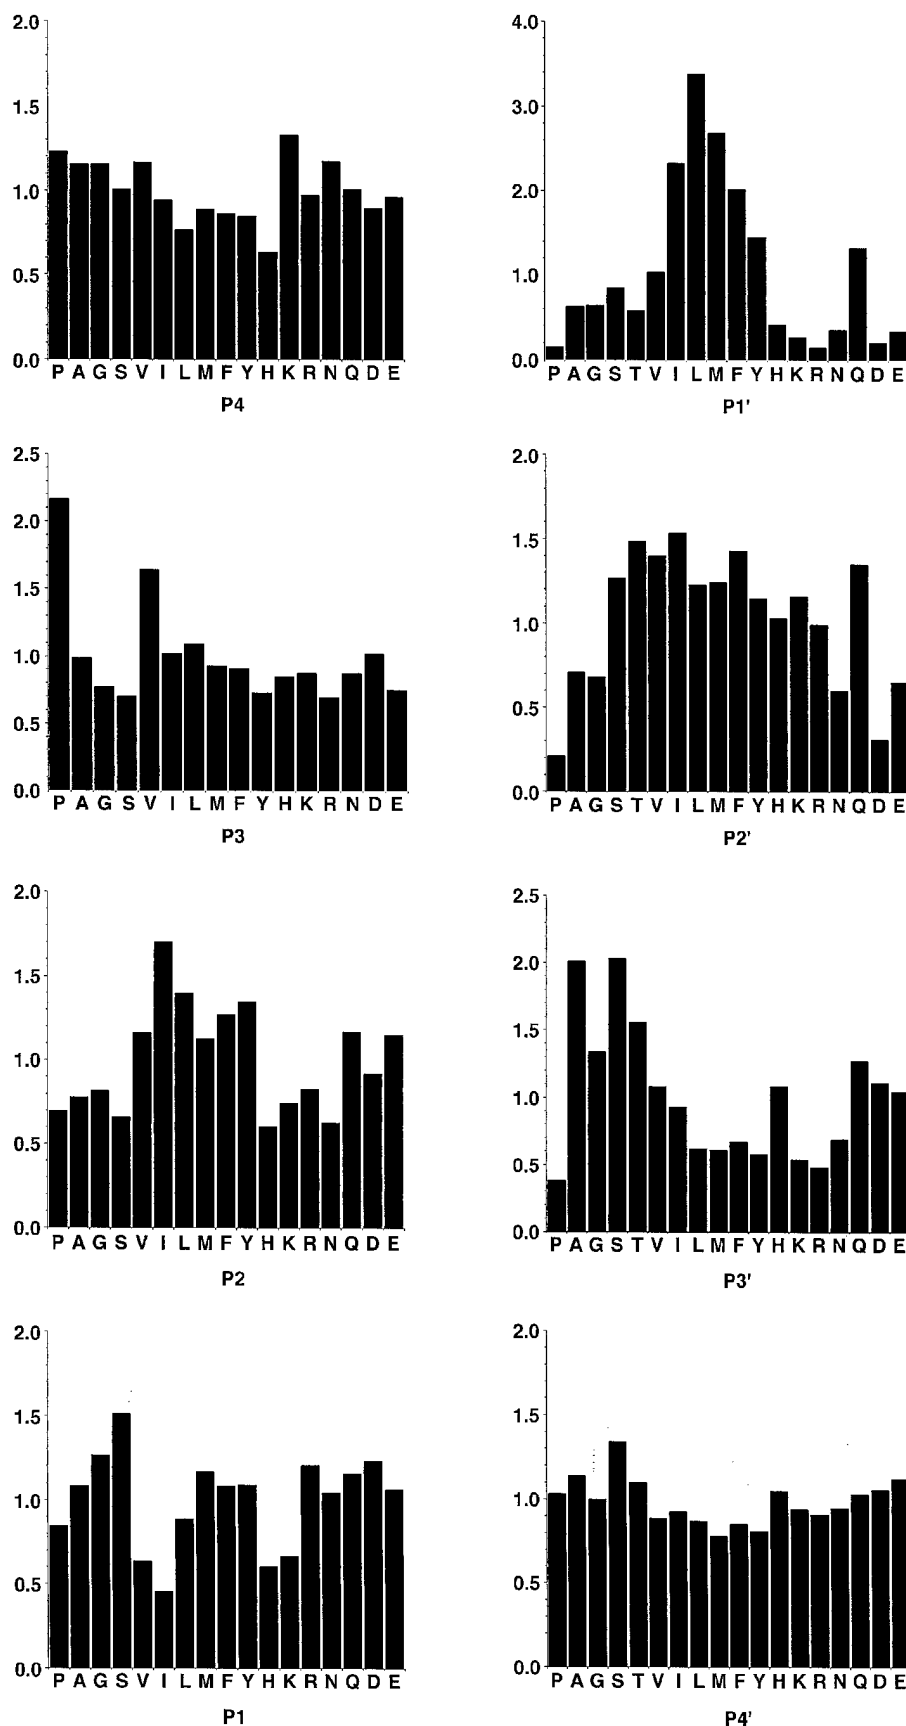 2.0
1.5
1.0
0.5
0.0
P A G S V I L M F Y H K R N Q D E
P4
4.0
3.0
2.0
1.0
0.0
P A G S T V I L M F Y H K R N Q D E
P1'
2.5
2.0
1.5
1.0
0.5
0.0
P A G S V I L M F Y H K R N D E
P3
2.0
1.5
1.0
0.5
0.0
P A G S T V I L M F Y H K R N Q D E
P2'
2.0
1.5
1.0
0.5
0.0
P A G S V I L M F Y H K R N Q D E
P2
2.5
2.0
1.5
1.0
0.5
0.0
P A G S T V I L M F Y H K R N Q D E
P3'
2.0
1.5
1.0
0.5
0.0
P A G S V I L M F Y H K R N Q D E
P1
2.0
1.5
1.0
0.5
0.0
P A G S T V I L M F Y H K R N Q D E
P4'